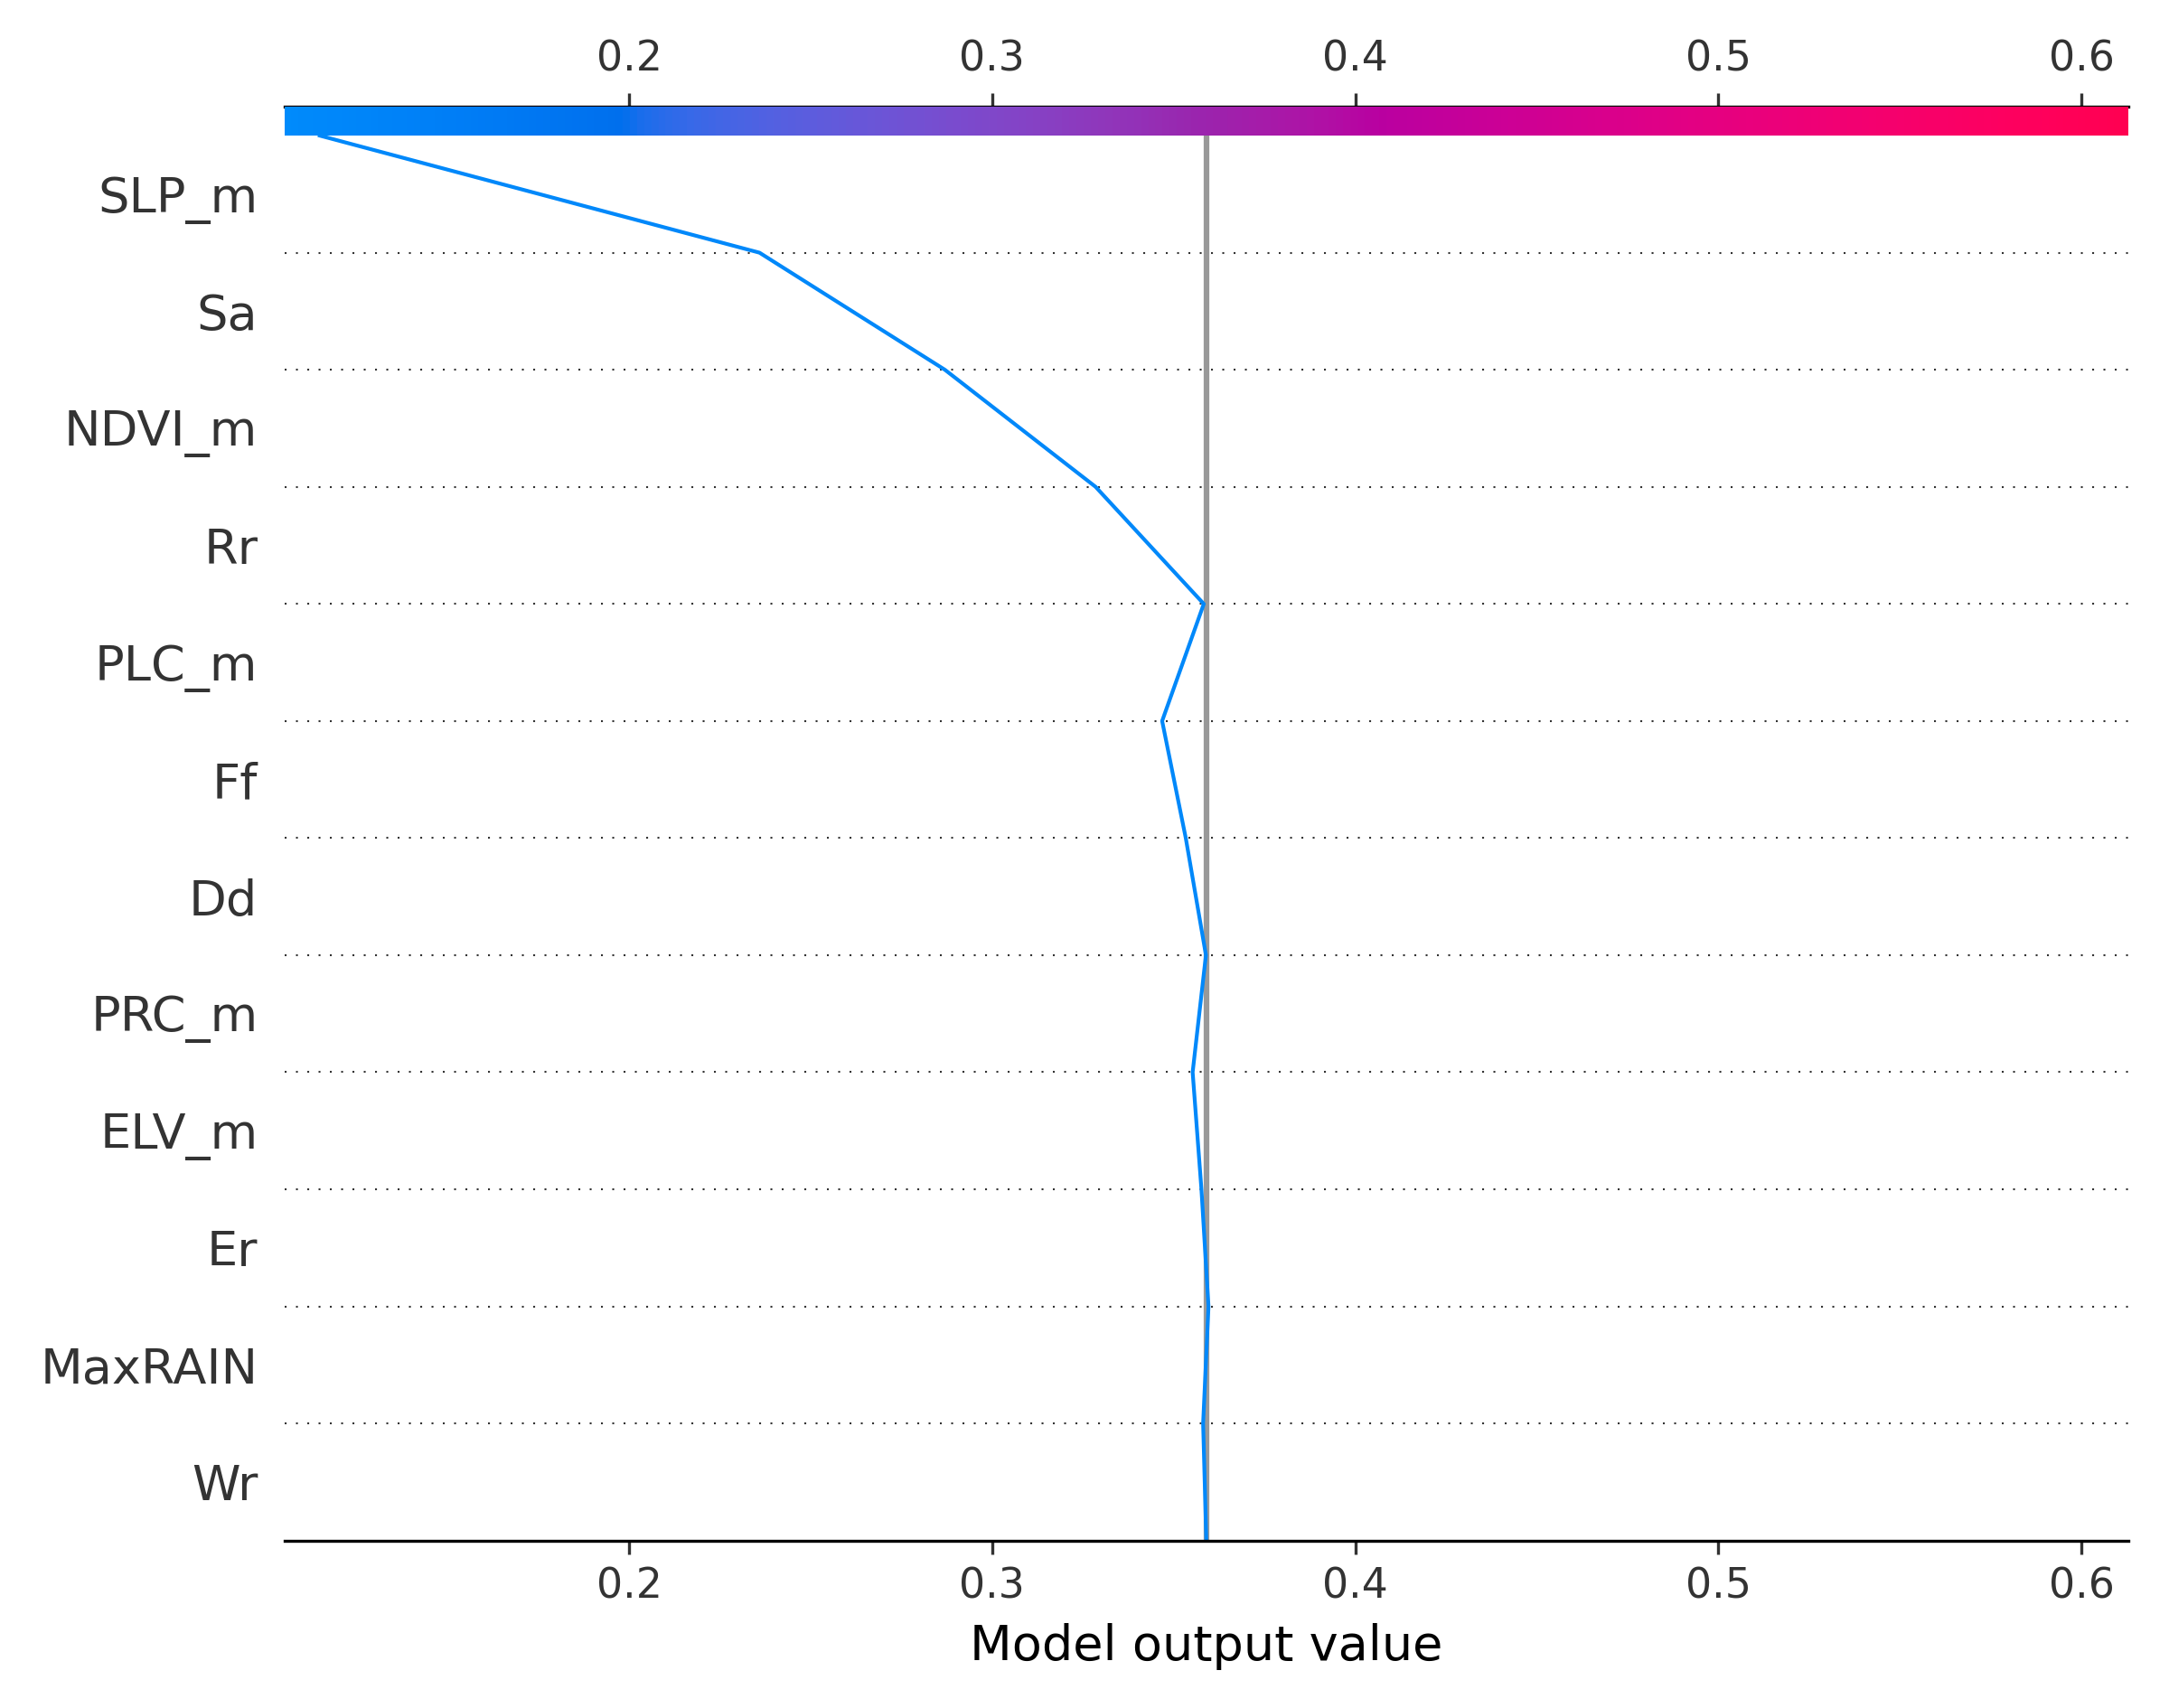 0.2 0.3 0.4 0.5 0.6
SLP_m
Sa
NDVI_m
Rr
PLC_m
Ff
Dd
PRC_m
ELV_m
Er
MaxRAIN
Wr
0.2 0.3 0.4 0.5 0.6
Model output value